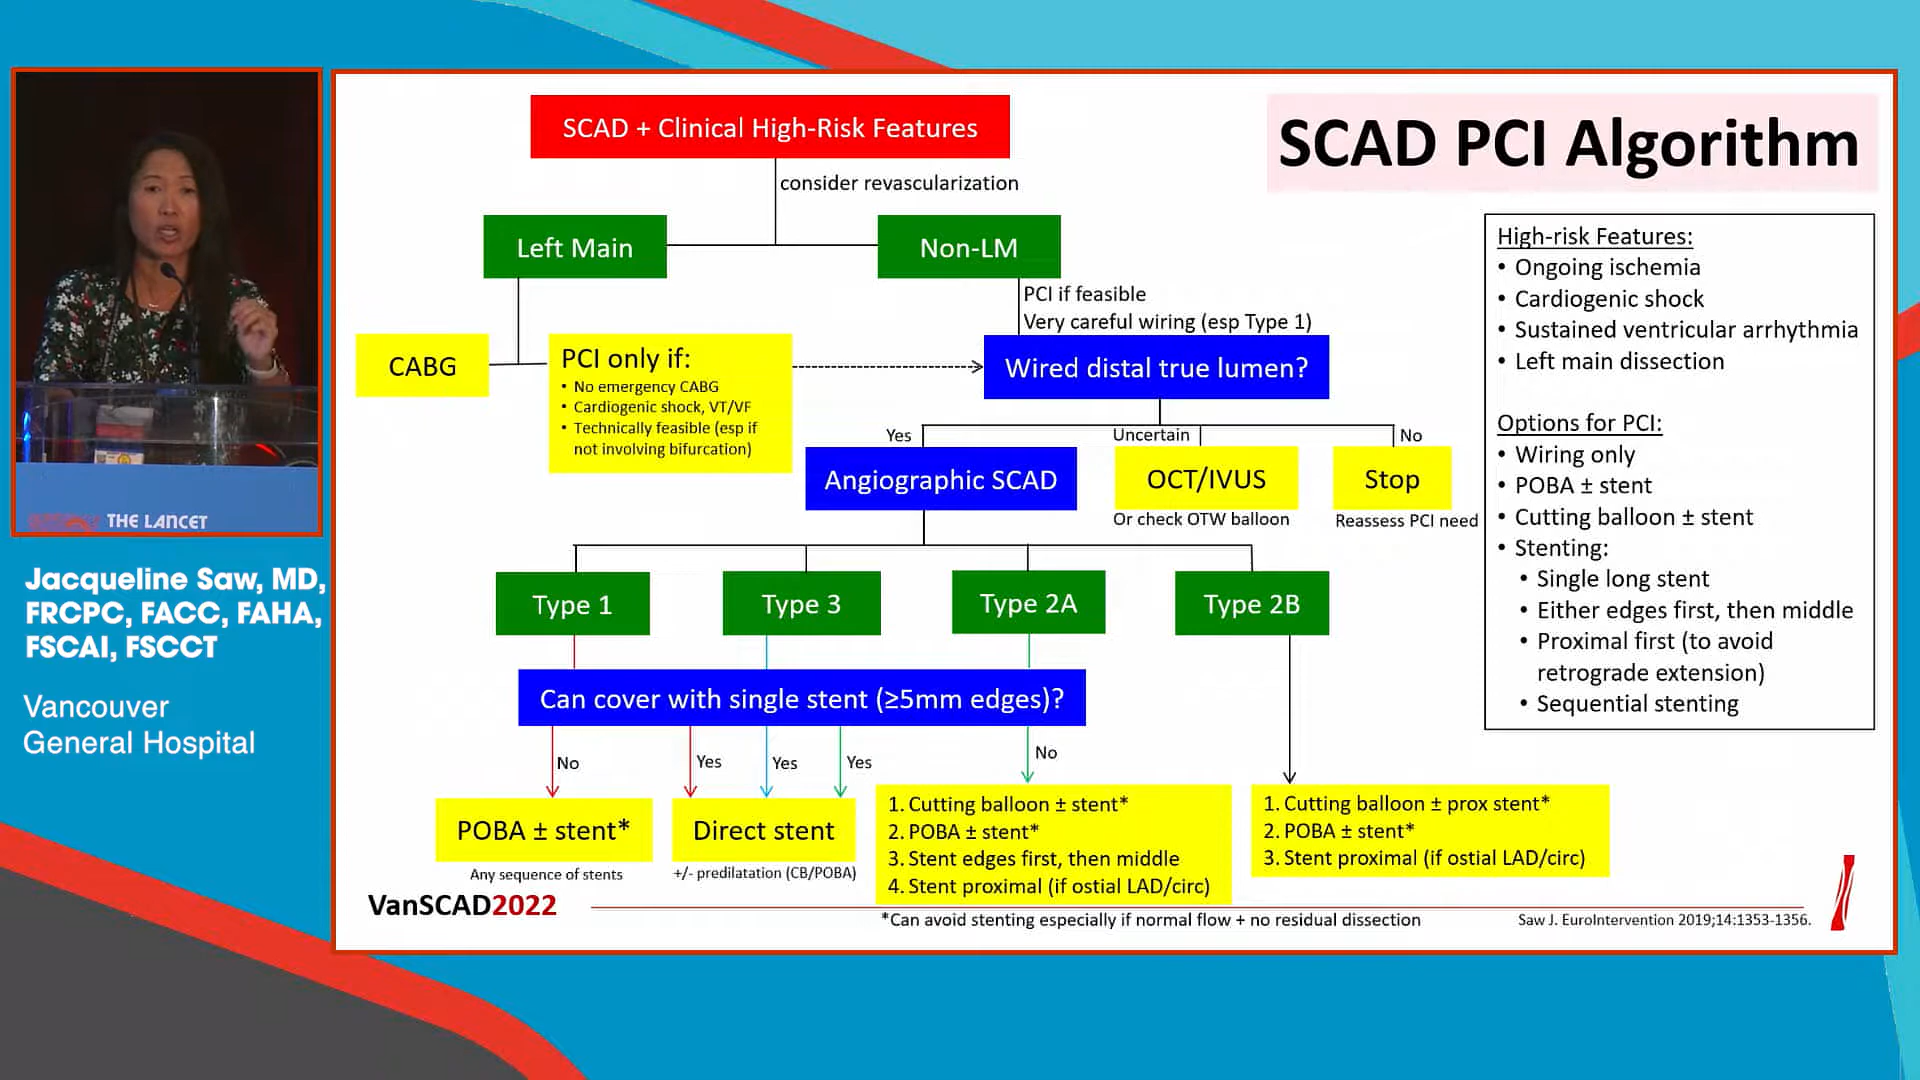 SCAD PCI Algorithm
SCAD + Clinical High-Risk Features
consider revascularization
Left Main
Non-LM
PCI if feasible
Very careful wiring (esp Type 1)
CABG
PCI only if:
• No emergency CABG
• Cardiogenic shock, VT/VF
• Technically feasible (esp if
not involving bifurcation)
Wired distal true lumen?
Yes
Uncertain
No
Angiographic SCAD
OCT/IVUS
Stop
Or check OTW balloon
Reassess PCI need
Type 1
Type 3
Type 2A
Type 2B
Can cover with single stent (≥5mm edges)?
No
Yes
Yes
Yes
No
POBA ± stent*
Any sequence of stents
Direct stent
+/- predilatation (CB/POBA)
1. Cutting balloon ± stent*
2. POBA ± stent*
3. Stent edges first, then middle
4. Stent proximal (if ostial LAD/circ)
1. Cutting balloon ± prox stent*
2. POBA ± stent*
3. Stent proximal (if ostial LAD/circ)
High-risk Features:
• Ongoing ischemia
• Cardiogenic shock
• Sustained ventricular arrhythmia
• Left main dissection
Options for PCI:
• Wiring only
• POBA ± stent
• Cutting balloon ± stent
• Stenting:
• Single long stent
• Either edges first, then middle
• Proximal first (to avoid
retrograde extension)
• Sequential stenting
VanSCAD2022
*Can avoid stenting especially if normal flow + no residual dissection
Saw J. EuroIntervention 2019;14:1353-1356.
THE LANCET
Jacqueline Saw, MD,
FRCPC, FACC, FAHA,
FSCAI, FSCCT
Vancouver
General Hospital